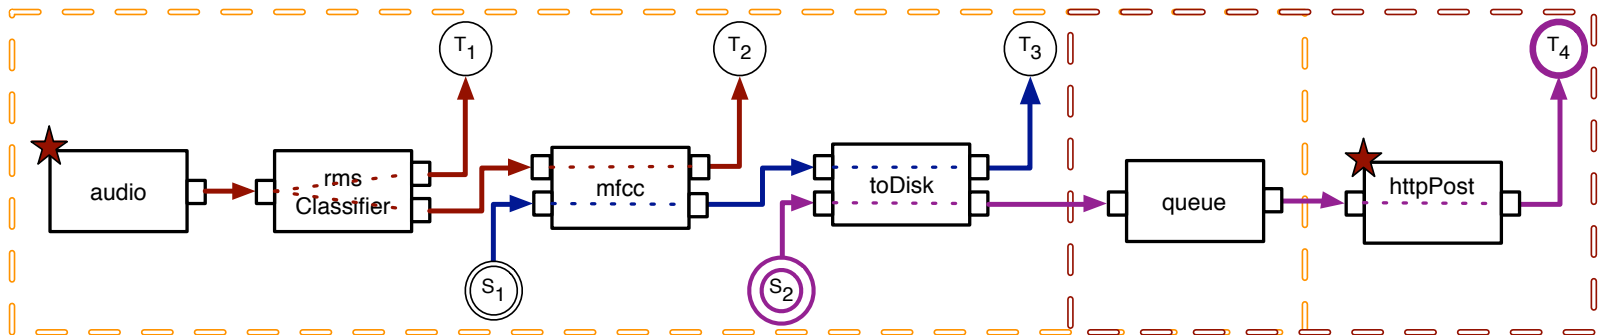 T1
T2
T3
T4
audio
rms
Classifier
mfcc
toDisk
queue
httpPost
S1
S2